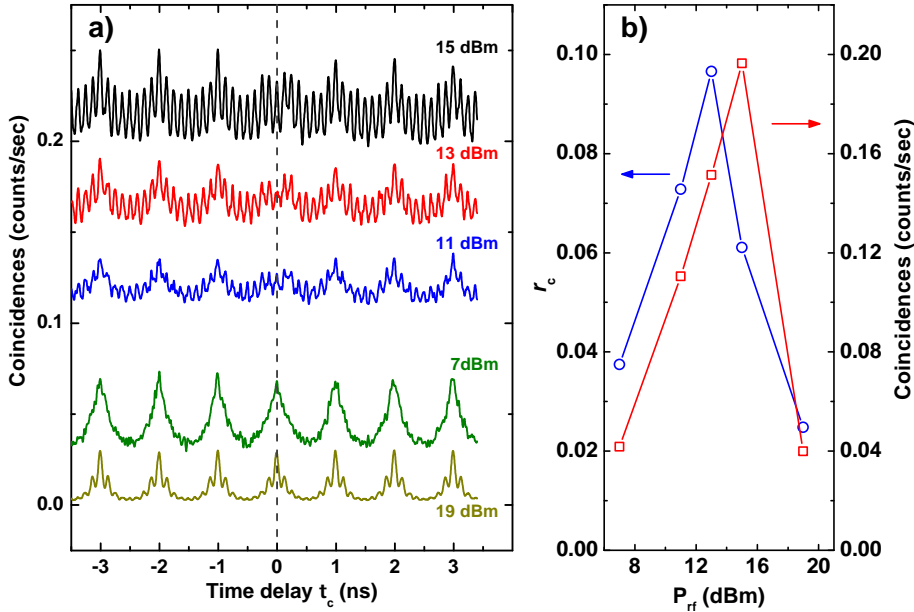 a)
15 dBm
13 dBm
11 dBm
7dBm
19 dBm
Coincidences (counts/sec)
0.2
0.1
0.0
-3 -2 -1 0 1 2 3
Time delay t_c (ns)
b)
r_c
0.10
0.08
0.06
0.04
0.02
0.00
8 12 16 20
P_rf (dBm)
0.20
0.16
0.12
0.08
0.04
0.00
Coincidences (counts/sec)